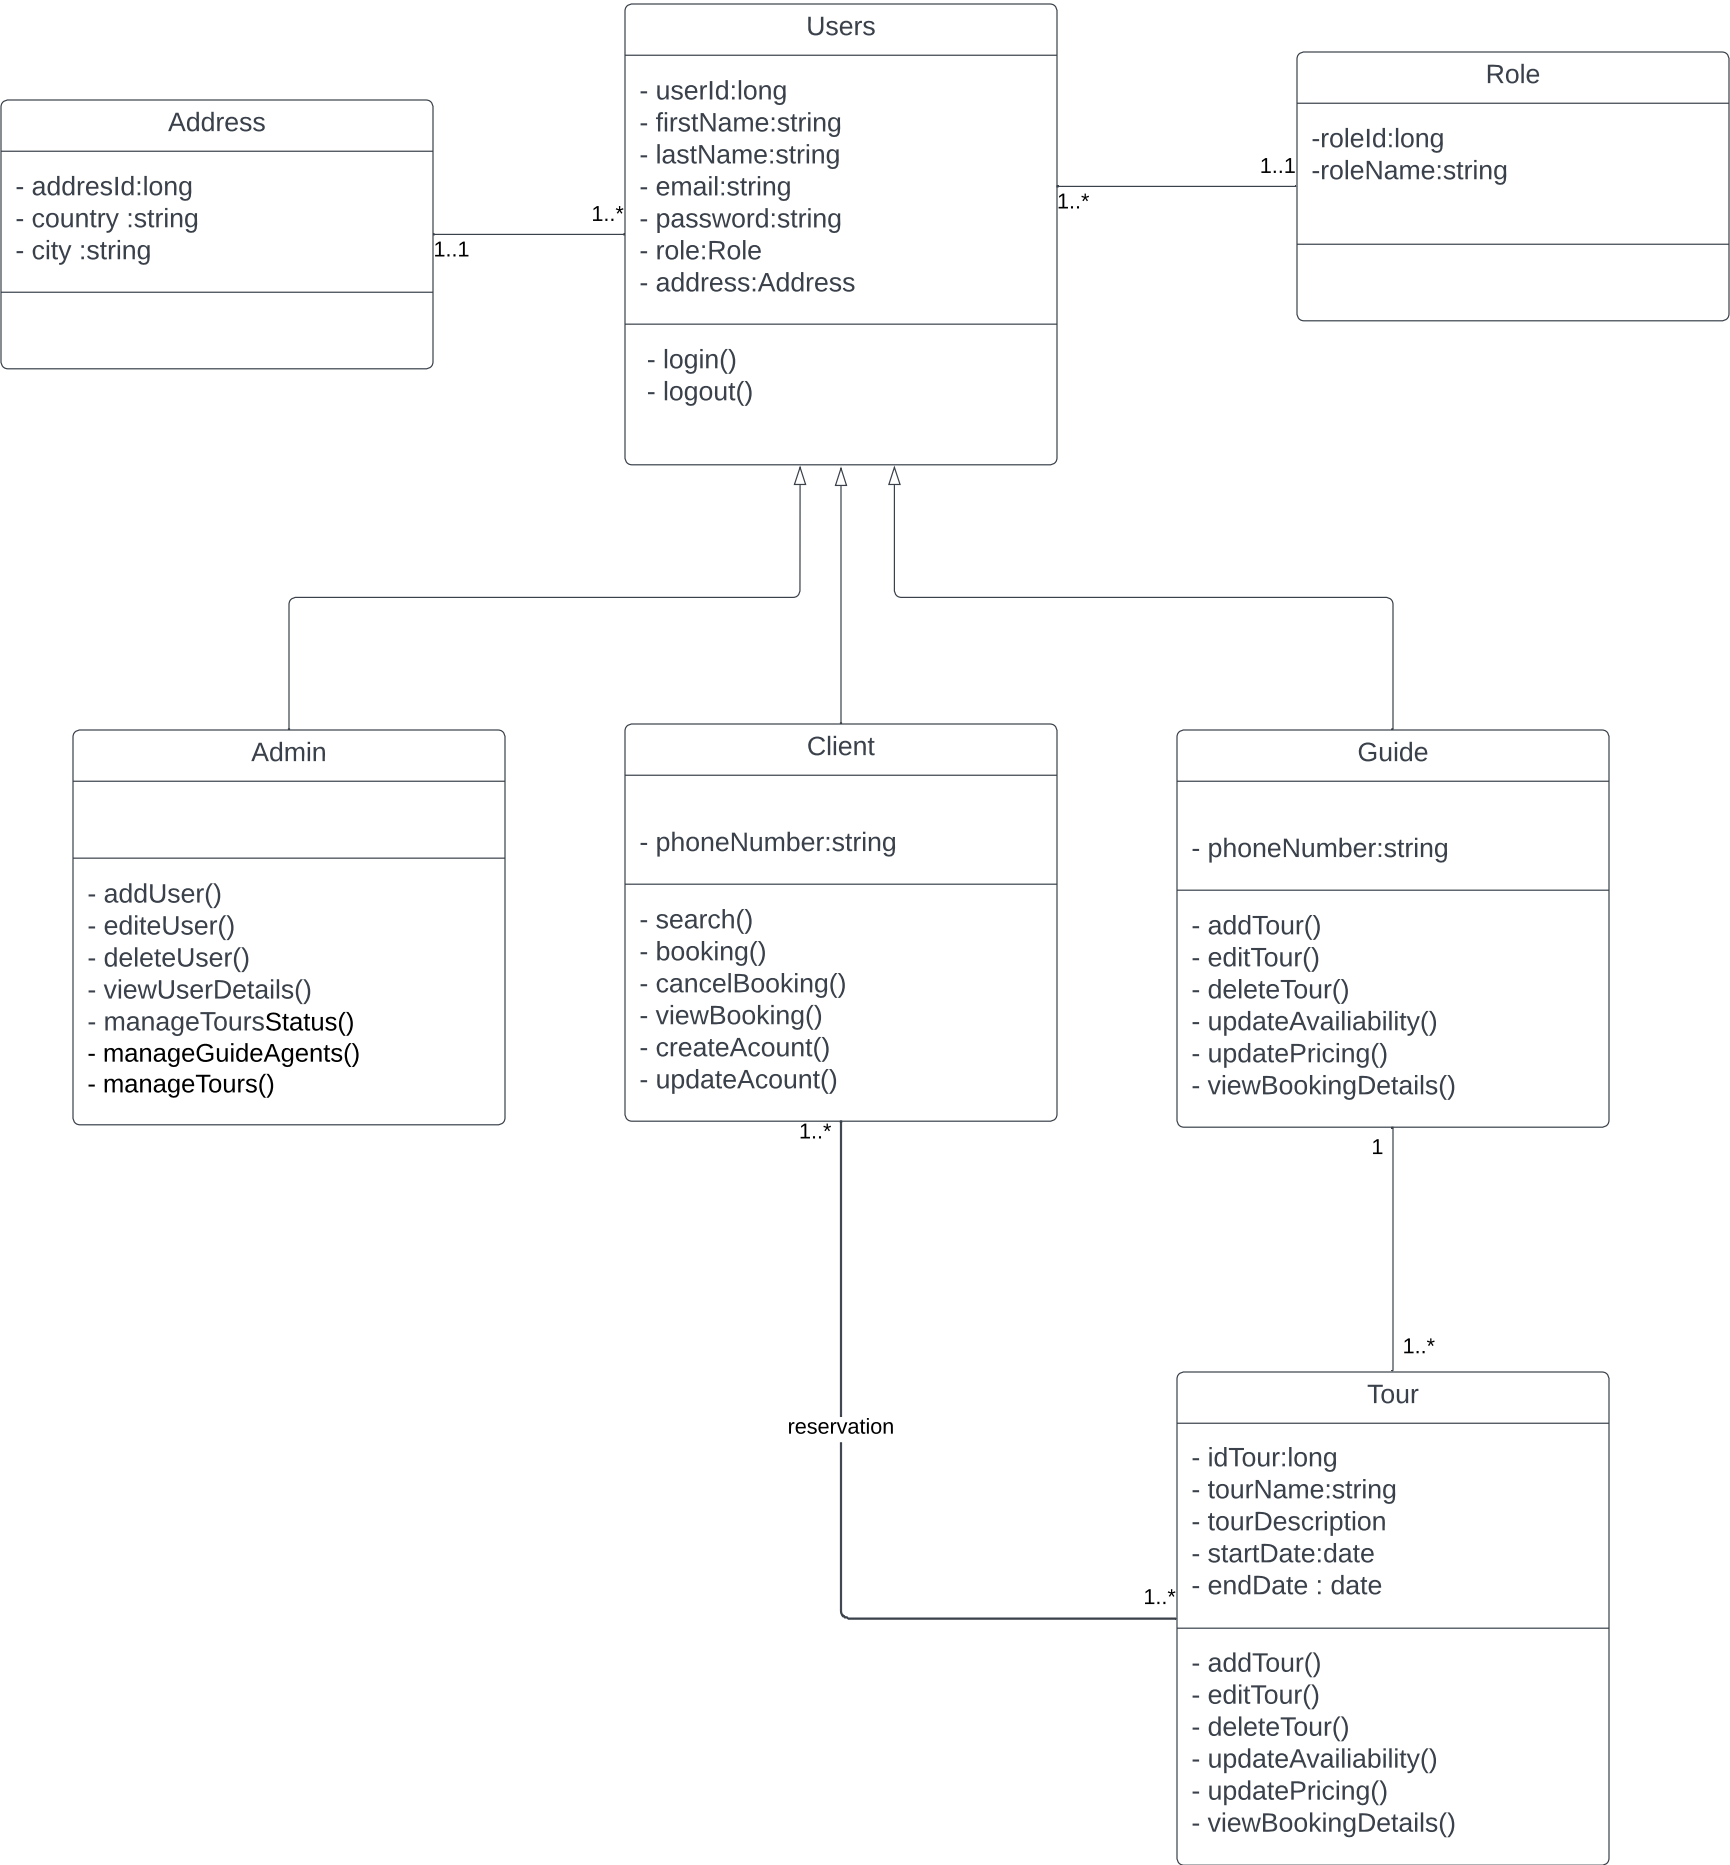 Users
- userId:long
- firstName:string
- lastName:string
- email:string
- password:string
- role:Role
- address:Address
- login()
- logout()
Role
-roleId:long
-roleName:string
Address
- addresId:long
- country :string
- city :string
1..1
1..*
1..*
1..1
Admin
- addUser()
- editeUser()
- deleteUser()
- viewUserDetails()
- manageToursStatus()
- manageGuideAgents()
- manageTours()
Client
- phoneNumber:string
- search()
- booking()
- cancelBooking()
- viewBooking()
- createAcount()
- updateAcount()
Guide
- phoneNumber:string
- addTour()
- editTour()
- deleteTour()
- updateAvailiability()
- updatePricing()
- viewBookingDetails()
1..*
1
1..*
reservation
1..*
Tour
- idTour:long
- tourName:string
- tourDescription
- startDate:date
- endDate : date
- addTour()
- editTour()
- deleteTour()
- updateAvailiability()
- updatePricing()
- viewBookingDetails()